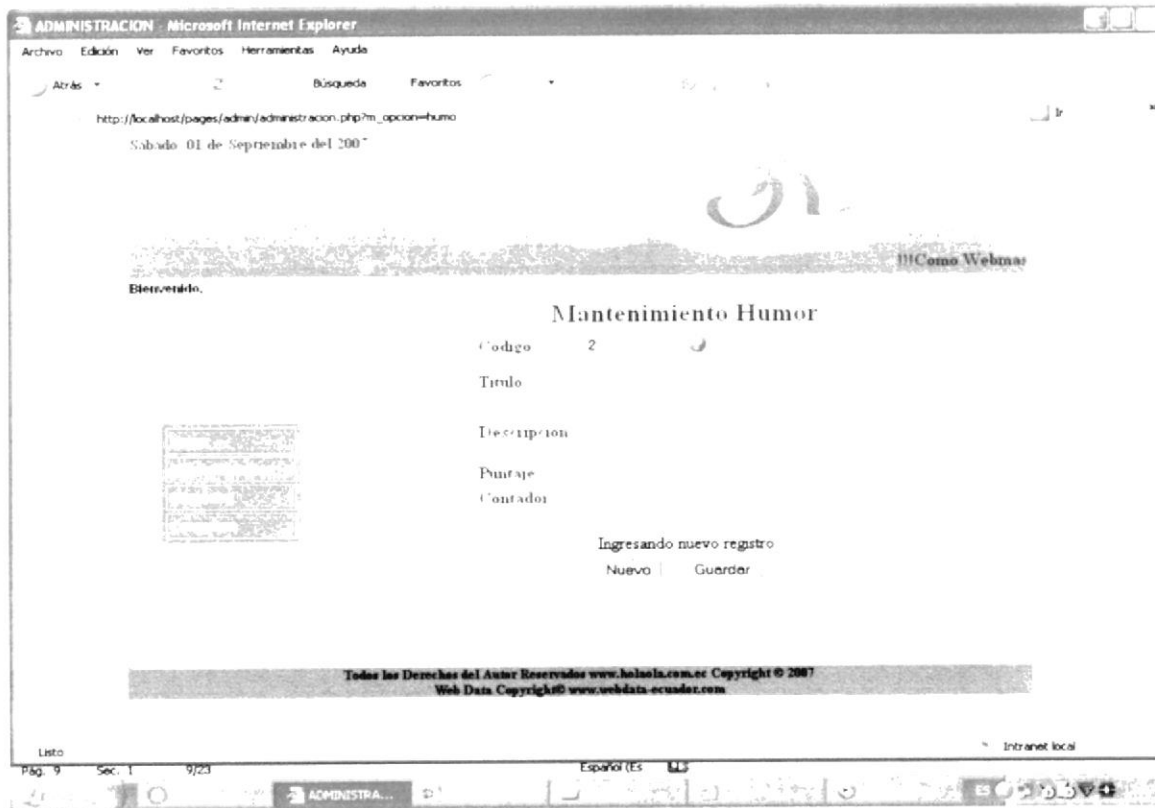 ADMINISTRACION - Microsoft Internet Explorer
Archivo Edición Ver Favoritos Herramientas Ayuda
Atrás Búsqueda Favoritos
http://localhost/pages/admin/administracion.php?m_opcion=humo Ir
Sabado 01 de Septiembre del 2007
!!!Como Webmas
Bienvenido,
Mantenimiento Humor
Codigo 2
Titulo
Descripcion
Puntaje
Contador
Ingresando nuevo registro
Nuevo Guardar
Todos los Derechos del Autor Reservados www.holaola.com.ec Copyright © 2007
Web Data Copyright© www.webdata-ecuador.com
Listo Intranet local
Pág. 9 Sec. 1 9/23 Español (Es
ADMINISTRA... ES